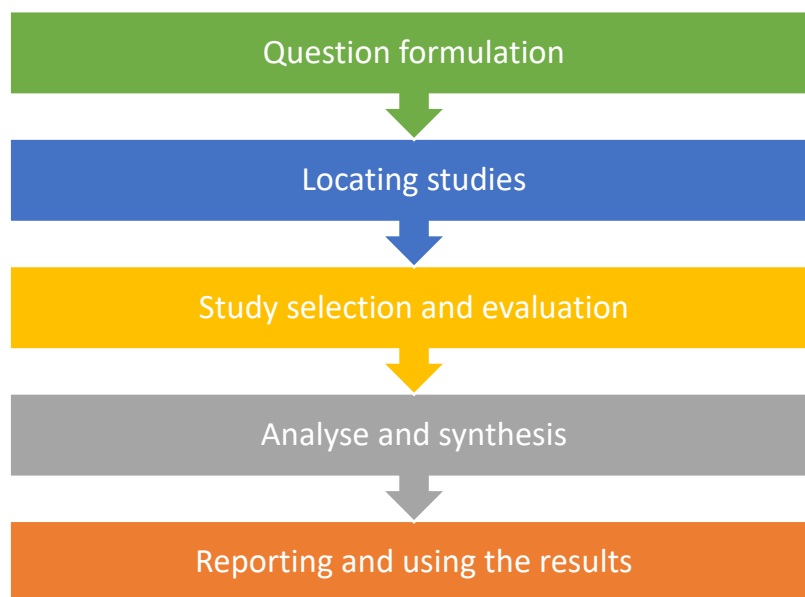 Question formulation
Locating studies
Study selection and evaluation
Analyse and synthesis
Reporting and using the results